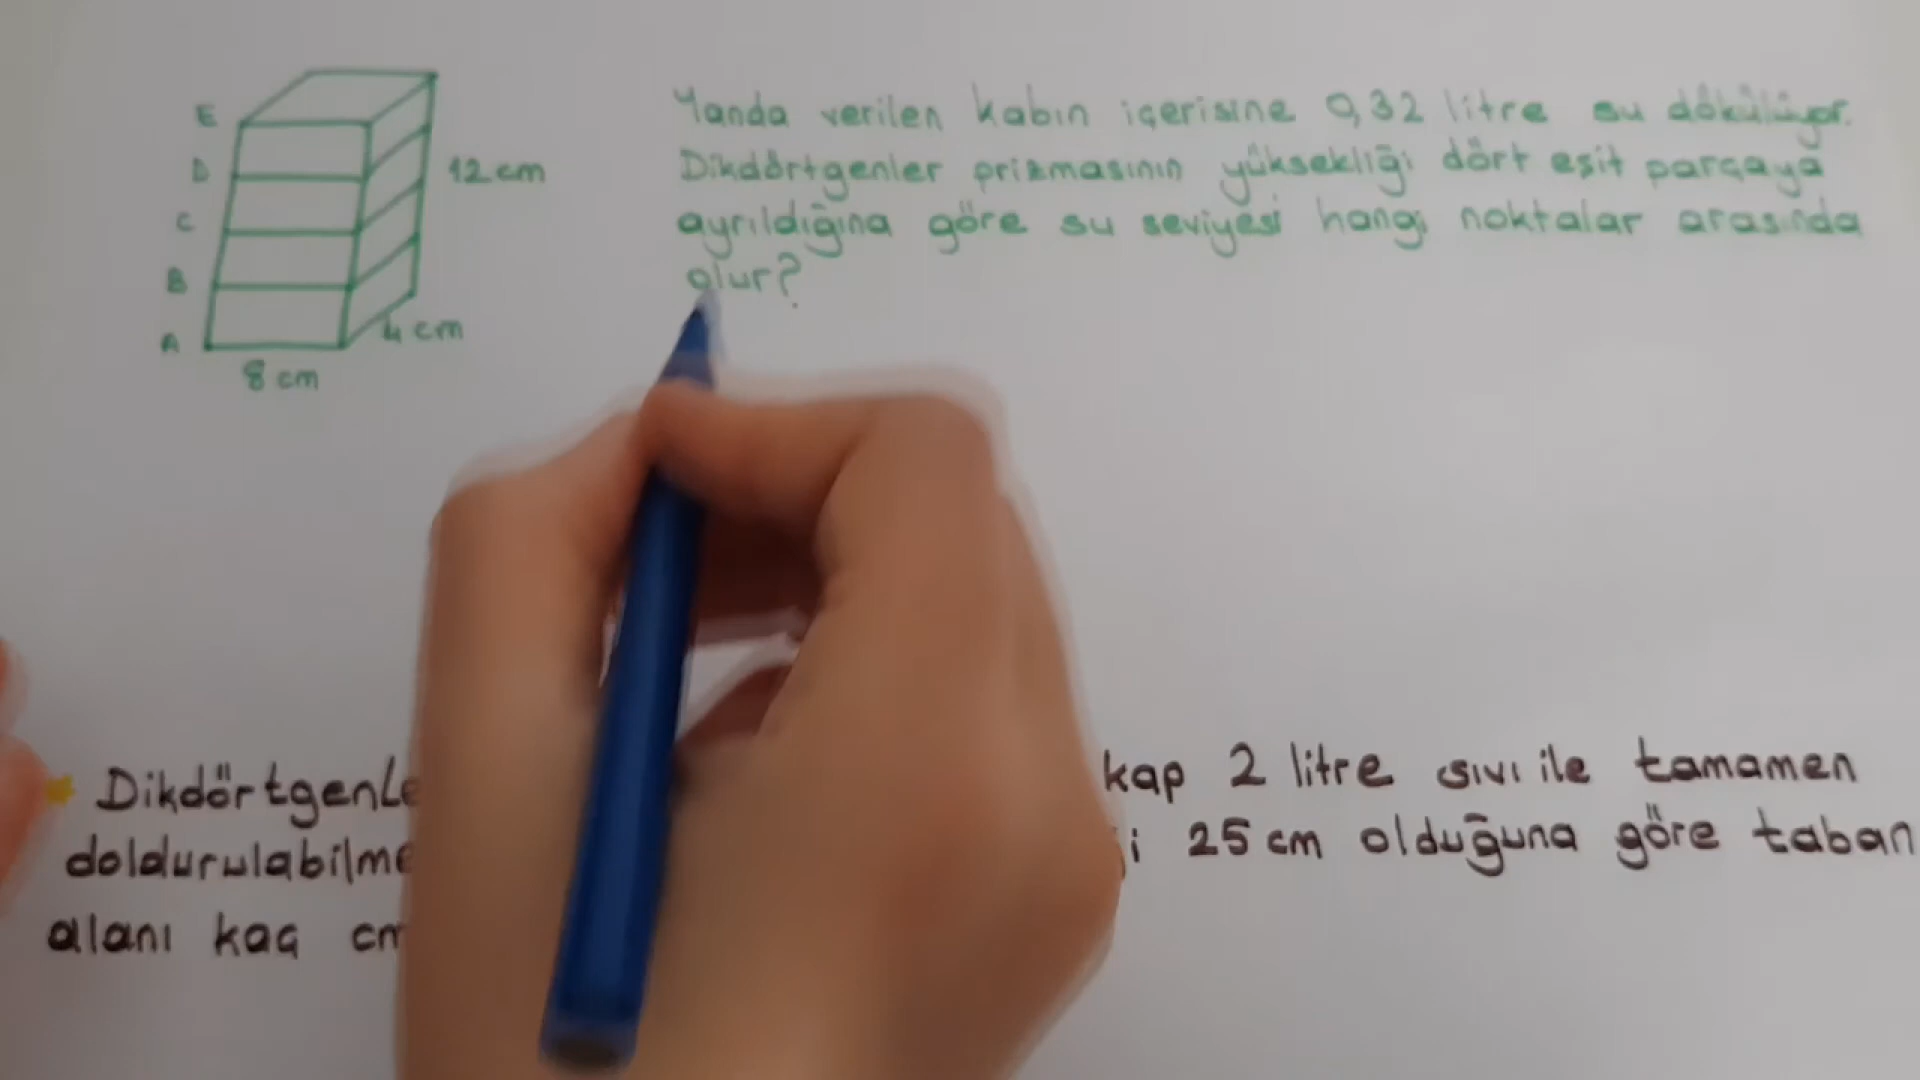 E
D
C
B
A
12 cm
4 cm
8 cm
Yanda verilen kabın içerisine 0,32 litre su dökülüyor.
Dikdörtgenler prizmasının yüksekliği dört eşit parçaya
ayrıldığına göre su seviyesi hangi noktalar arasında
olur?
Dikdörtgenle kap 2 litre sıvı ile tamamen
doldurulabilme i 25 cm olduğuna göre taban
alanı kaç cm